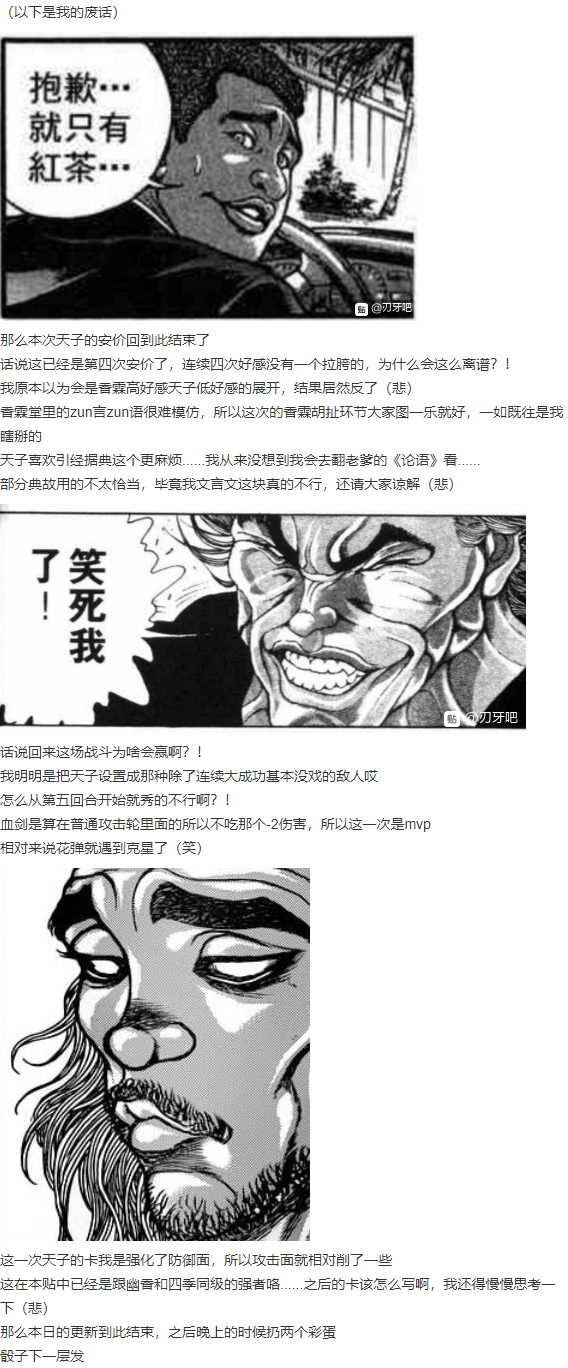 （以下是我的废话）
抱歉…
就只有
紅茶…
贴 @刃牙吧
那么本次天子的安价回到此结束了
话说这已经是第四次安价了，连续四次好感没有一个拉胯的，为什么会这么离谱？！
我原本以为会是香霖高好感天子低好感的展开，结果居然反了（悲）
香霖堂里的zun言zun语很难模仿，所以这次的香霖胡扯环节大家图一乐就好，一如既往是我
瞎掰的
天子喜欢引经据典这个更麻烦......我从来没想到我会去翻老爹的《论语》看......
部分典故用的不太恰当，毕竟我文言文这块真的不行，还请大家谅解（悲）
笑死我
了！
贴 @刃牙吧
话说回来这场战斗为啥会赢啊？！
我明明是把天子设置成那种除了连续大成功基本没戏的敌人哎
怎么从第五回合开始就秀的不行啊？！
血剑是算在普通攻击轮里面的所以不吃那个-2伤害，所以这一次是mvp
相对来说花弹就遇到克星了（笑）
这一次天子的卡我是强化了防御面，所以攻击面就相对削了一些
这在本贴中已经是跟幽香和四季同级的强者咯......之后的卡该怎么写啊，我还得慢慢思考一
下（悲）
那么本日的更新到此结束，之后晚上的时候扔两个彩蛋
骰子下一层发